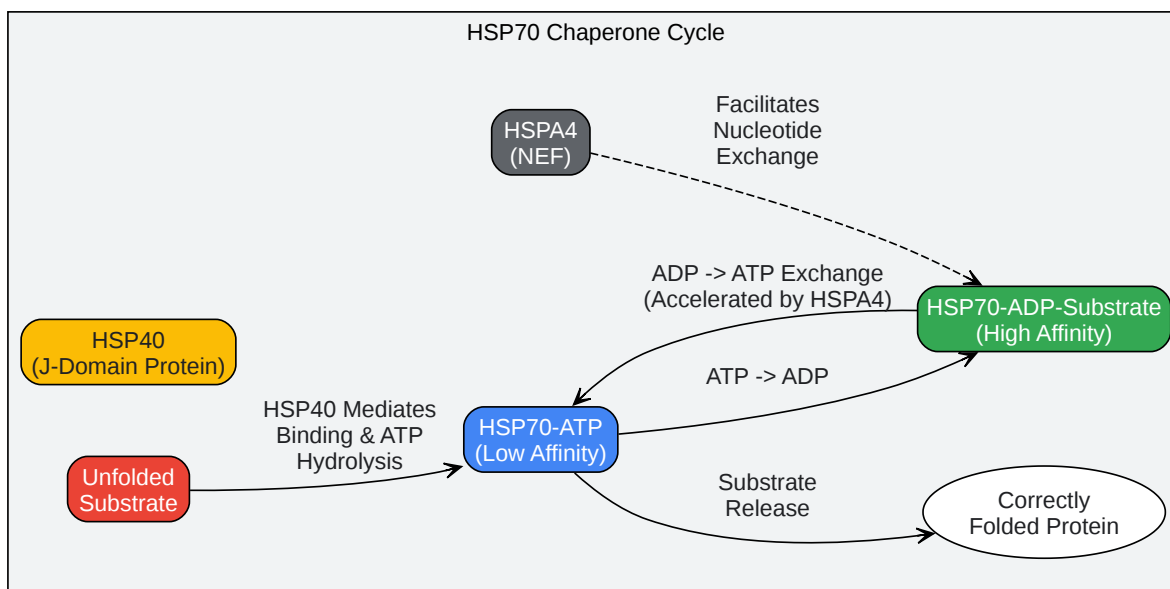 HSP70 Chaperone Cycle
HSPA4
(NEF)
Facilitates
Nucleotide
Exchange
ADP -> ATP Exchange
(Accelerated by HSPA4)
HSP70-ADP-Substrate
(High Affinity)
HSP40
(J-Domain Protein)
ATP -> ADP
HSP40 Mediates
Binding & ATP
Hydrolysis
HSP70-ATP
(Low Affinity)
Unfolded
Substrate
Substrate
Release
Correctly
Folded Protein